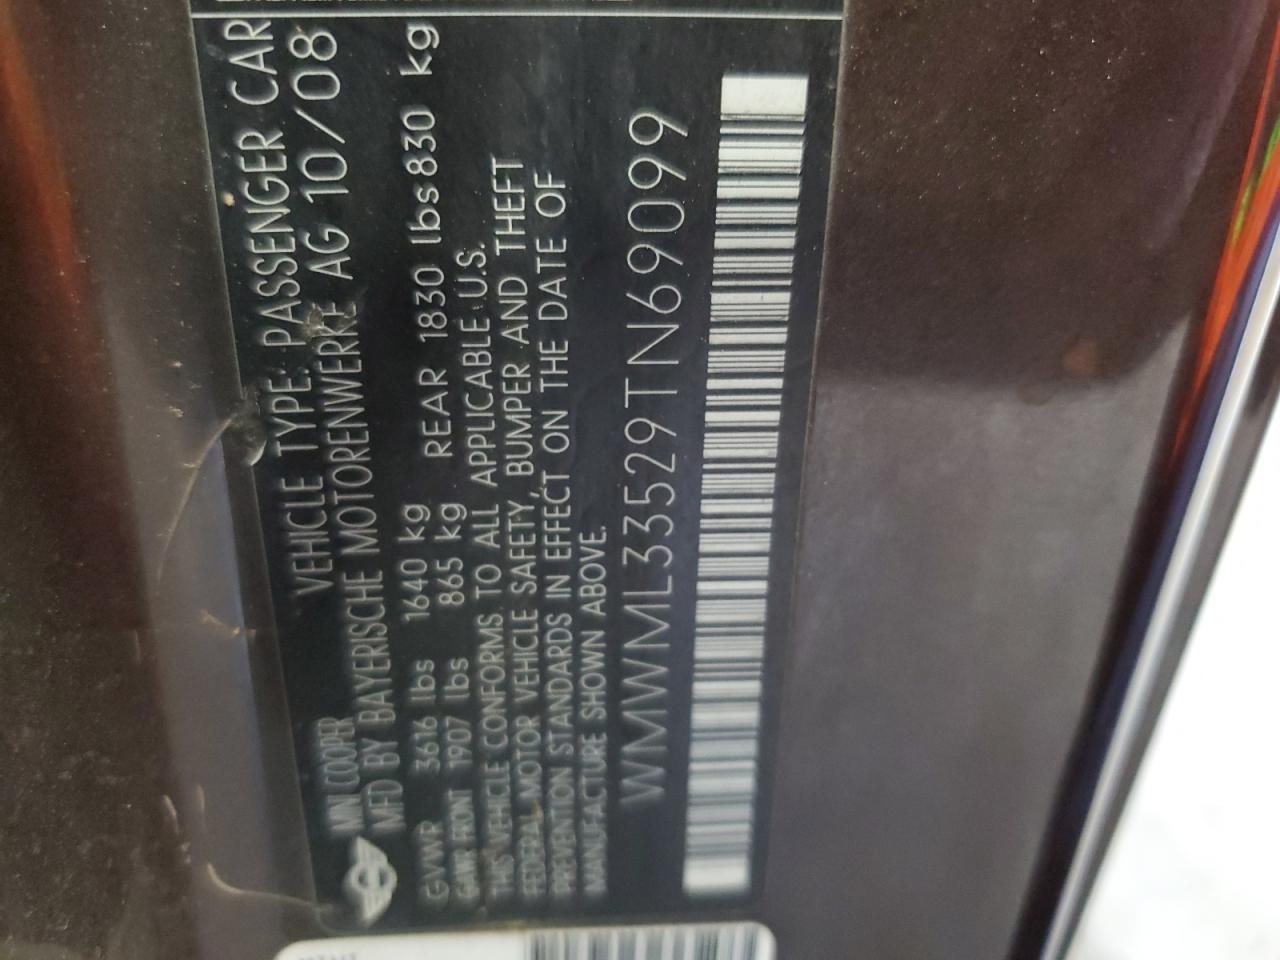 MINI COOPER VEHICLE TYPE: PASSENGER CAR
MFD BY BAYERISCHE MOTORENWERKE AG 10/08
GVWR 3616 lbs 1640 kg
GAWR FRONT 1907 lbs 865 kg REAR 1830 lbs 830 kg
THIS VEHICLE CONFORMS TO ALL APPLICABLE U.S.
FEDERAL MOTOR VEHICLE SAFETY, BUMPER AND THEFT
PREVENTION STANDARDS IN EFFECT ON THE DATE OF
MANUFACTURE SHOWN ABOVE.
WMWML33529TN69099